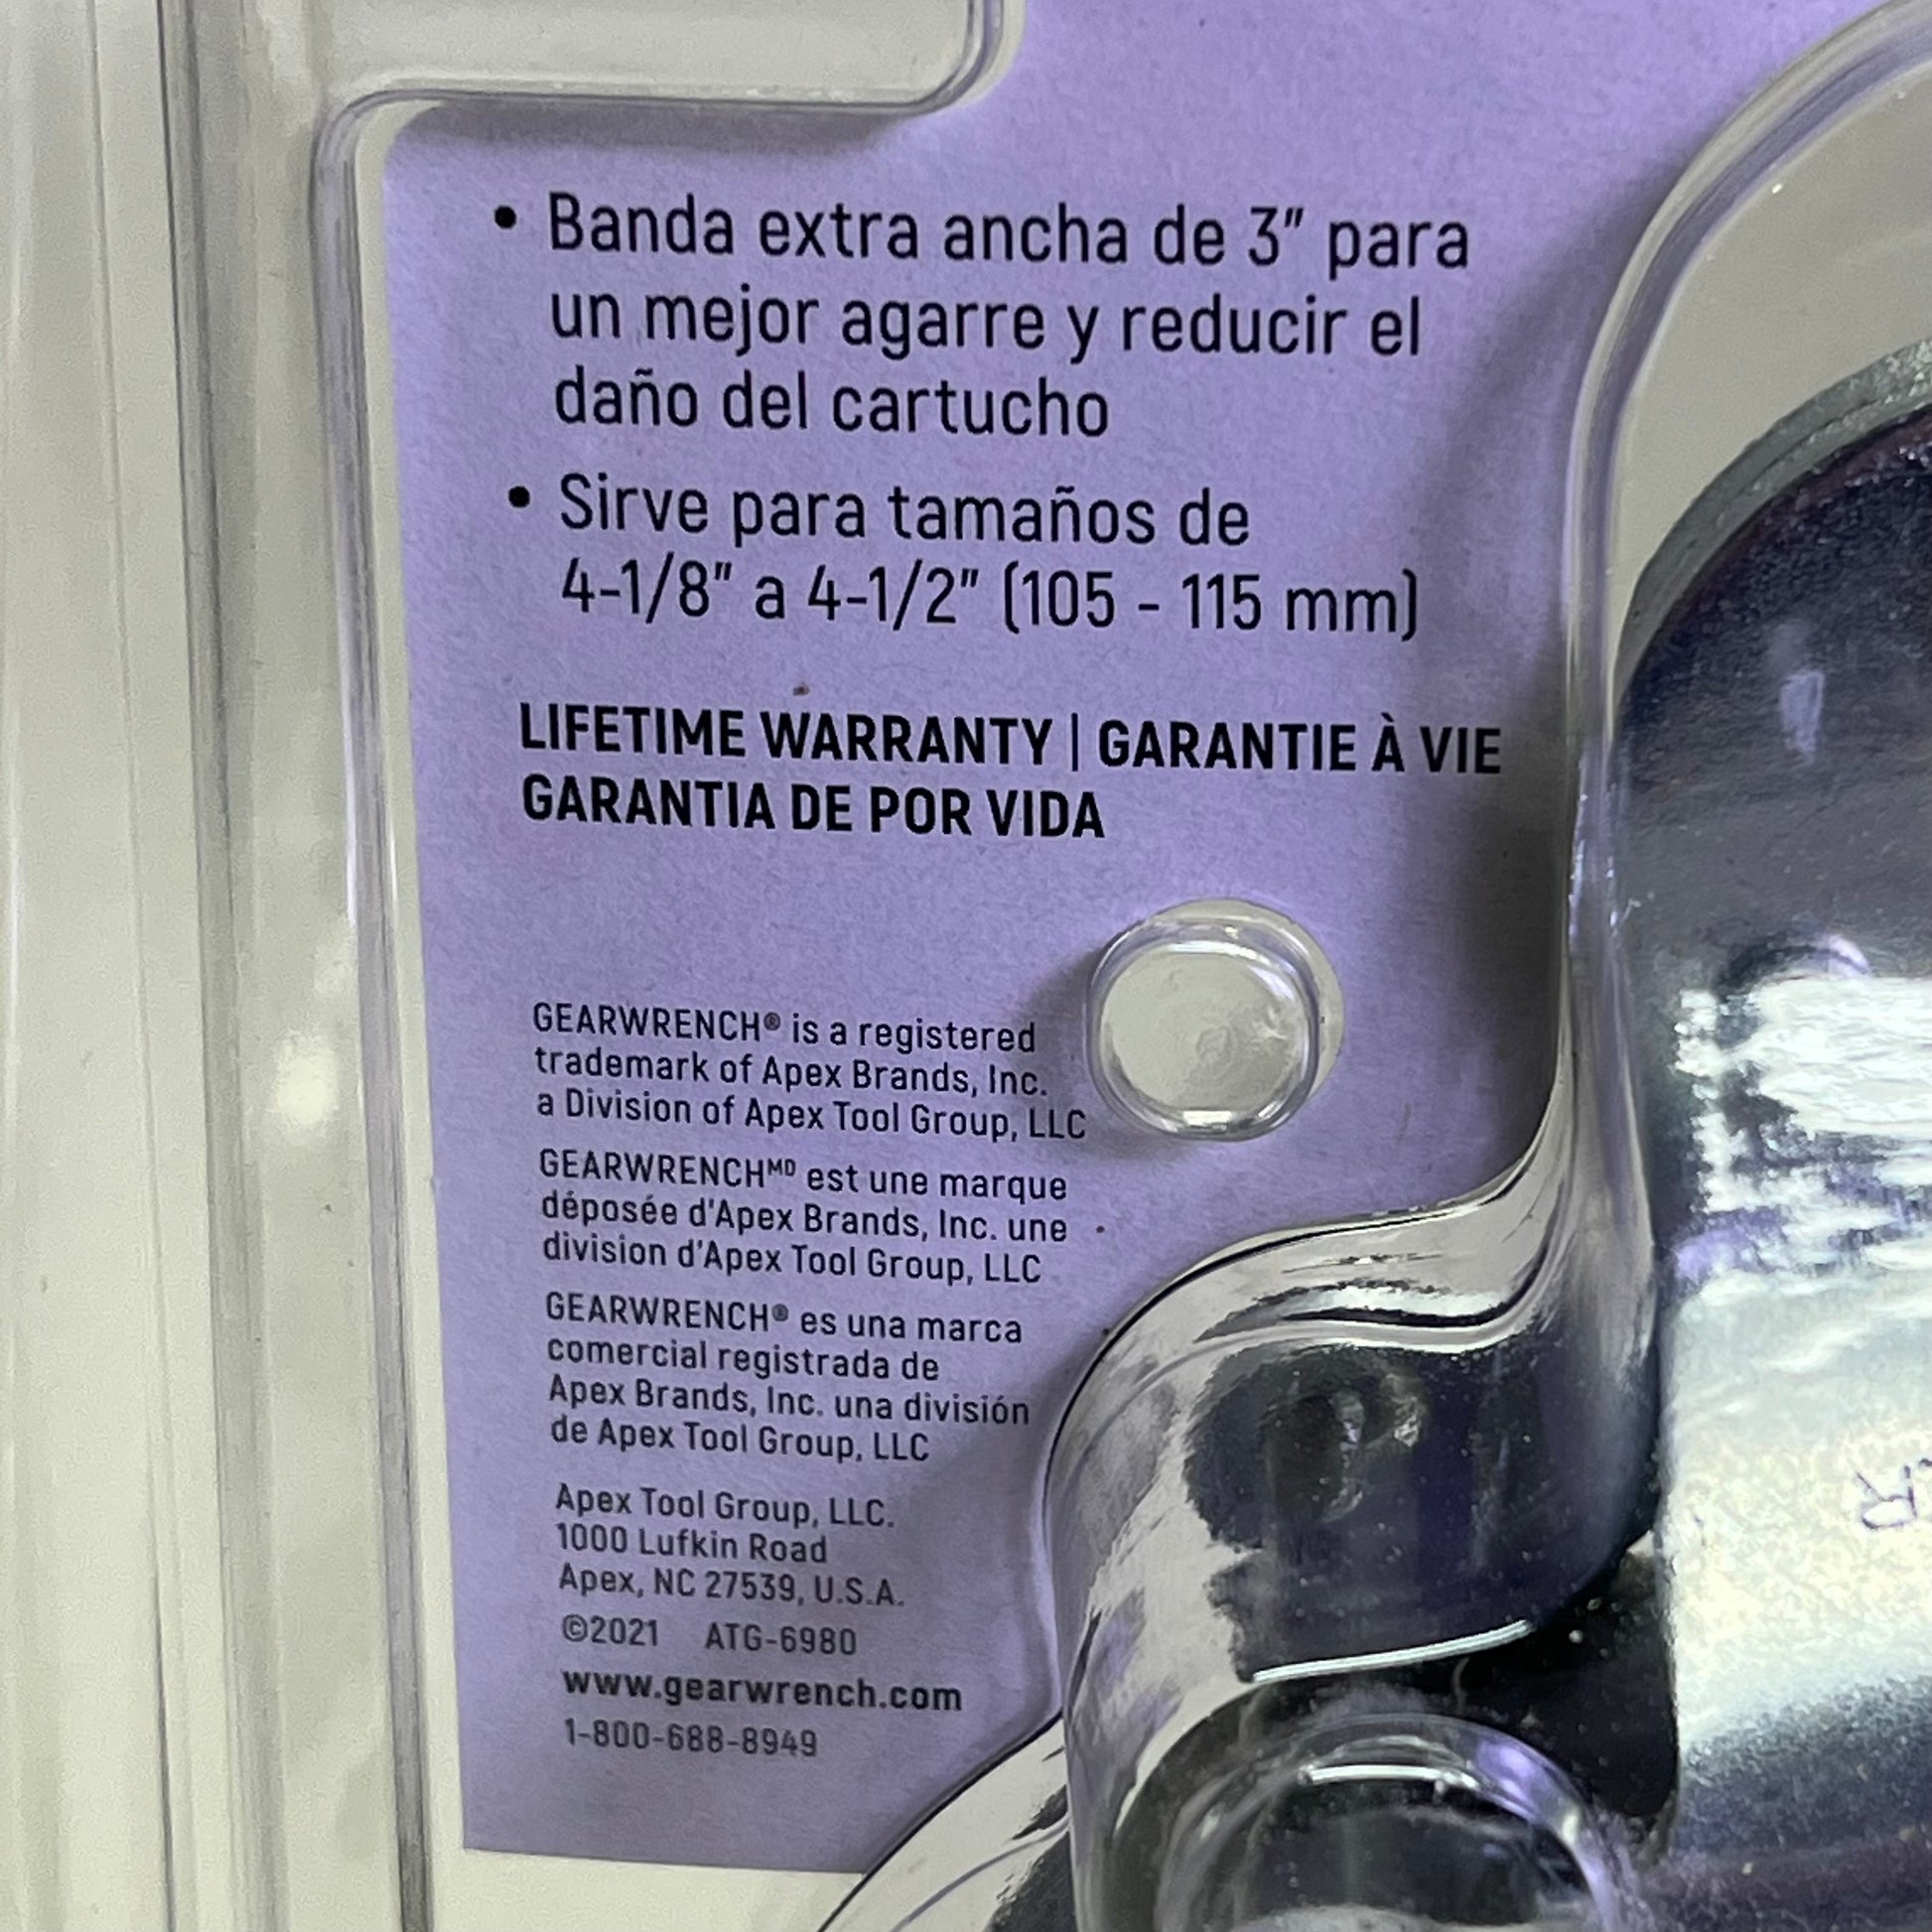 • Banda extra ancha de 3" para
un mejor agarre y reducir el
daño del cartucho
• Sirve para tamaños de
4-1/8" a 4-1/2" (105 - 115 mm)
LIFETIME WARRANTY | GARANTIE À VIE
GARANTIA DE POR VIDA
GEARWRENCH® is a registered
trademark of Apex Brands, Inc.
a Division of Apex Tool Group, LLC
GEARWRENCHᴹᴰ est une marque
déposée d'Apex Brands, Inc. une
division d'Apex Tool Group, LLC
GEARWRENCH® es una marca
comercial registrada de
Apex Brands, Inc. una división
de Apex Tool Group, LLC
Apex Tool Group, LLC.
1000 Lufkin Road
Apex, NC 27539, U.S.A.
©2021 ATG-6980
www.gearwrench.com
1-800-688-8949